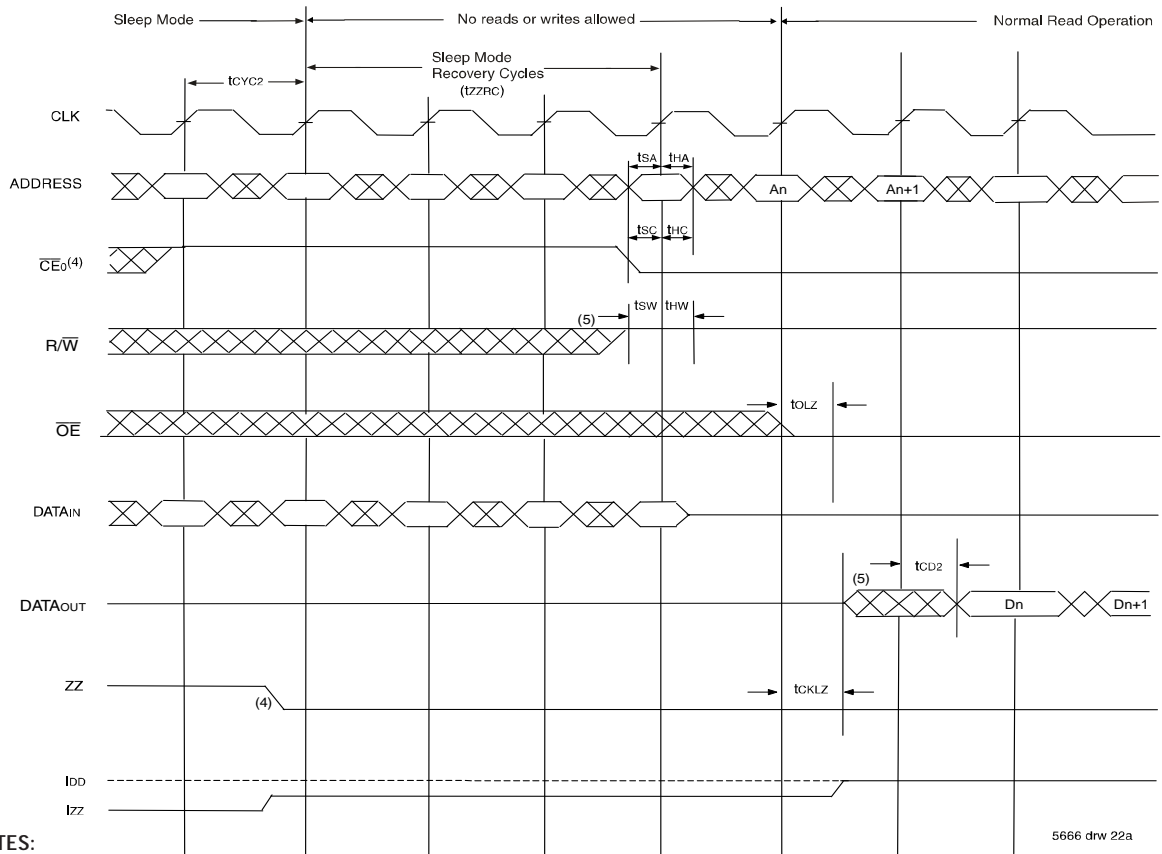 Sleep Mode
No reads or writes allowed
Normal Read Operation
Sleep Mode
Recovery Cycles
(tZZRC)
tCYC2
CLK
tSA tHA
ADDRESS
An
An+1
tSC tHC
CE0(4)
tSW tHW
(5)
R/W
tOLZ
OE
DATAIN
tCD2
(5)
DATAOUT
Dn
Dn+1
ZZ
(4)
tCKLZ
IDD
IZZ
5666 drw 22a
TES: